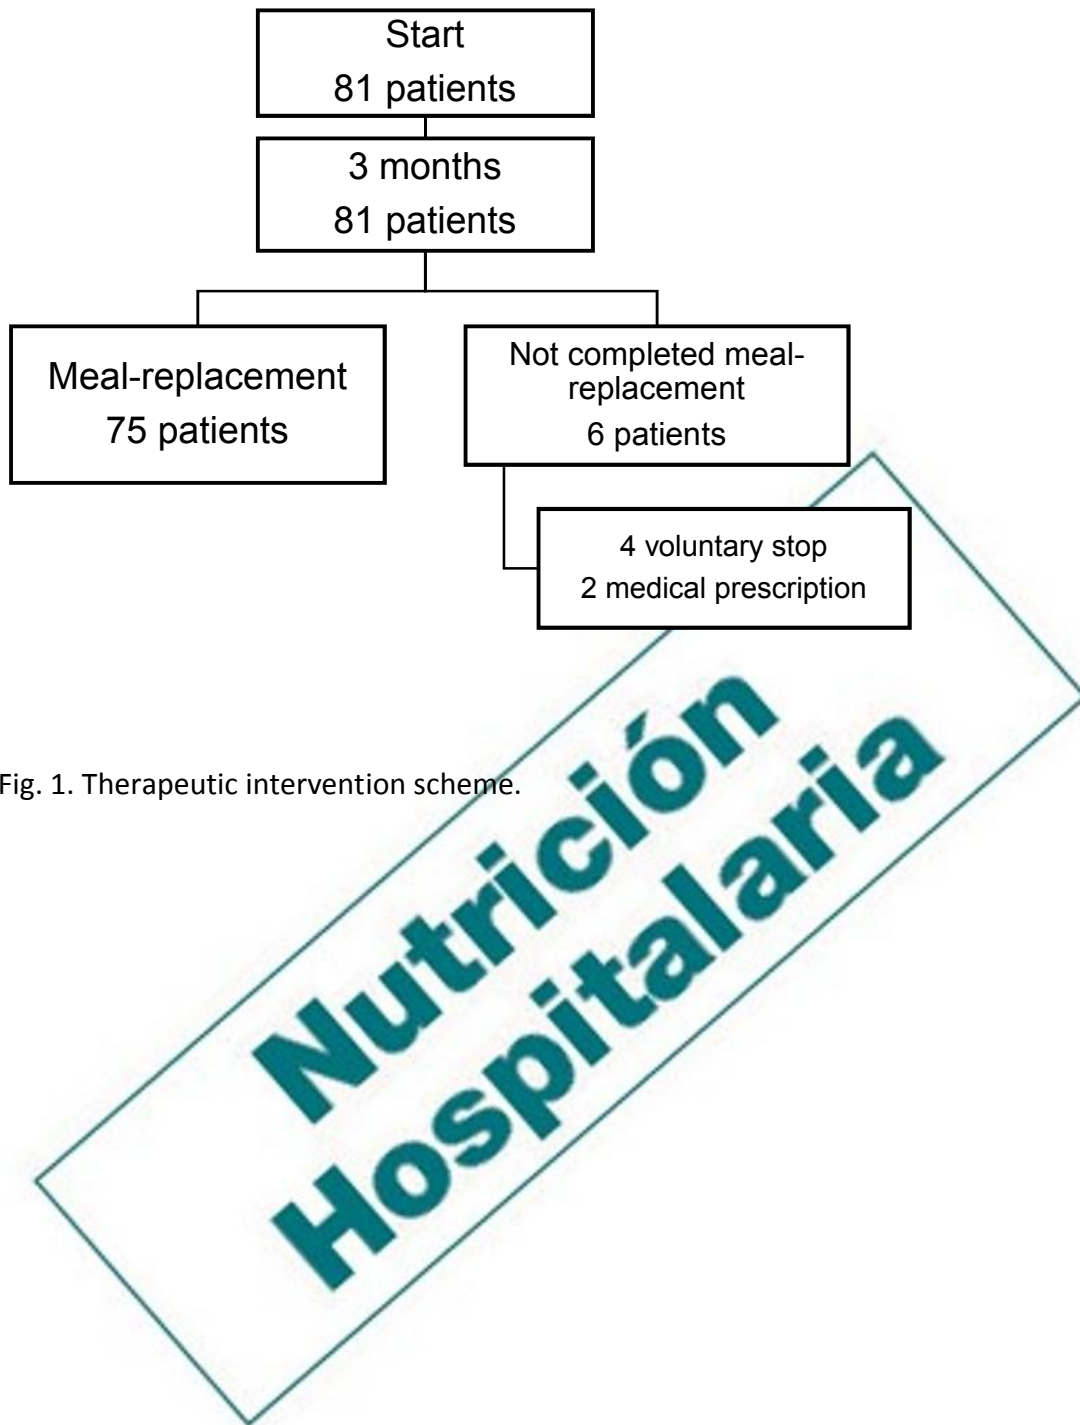 Start
81 patients
3 months
81 patients
Meal-replacement
75 patients
Not completed meal-
replacement
6 patients
4 voluntary stop
2 medical prescription
Fig. 1. Therapeutic intervention scheme.
Nutrición
Hospitalaria